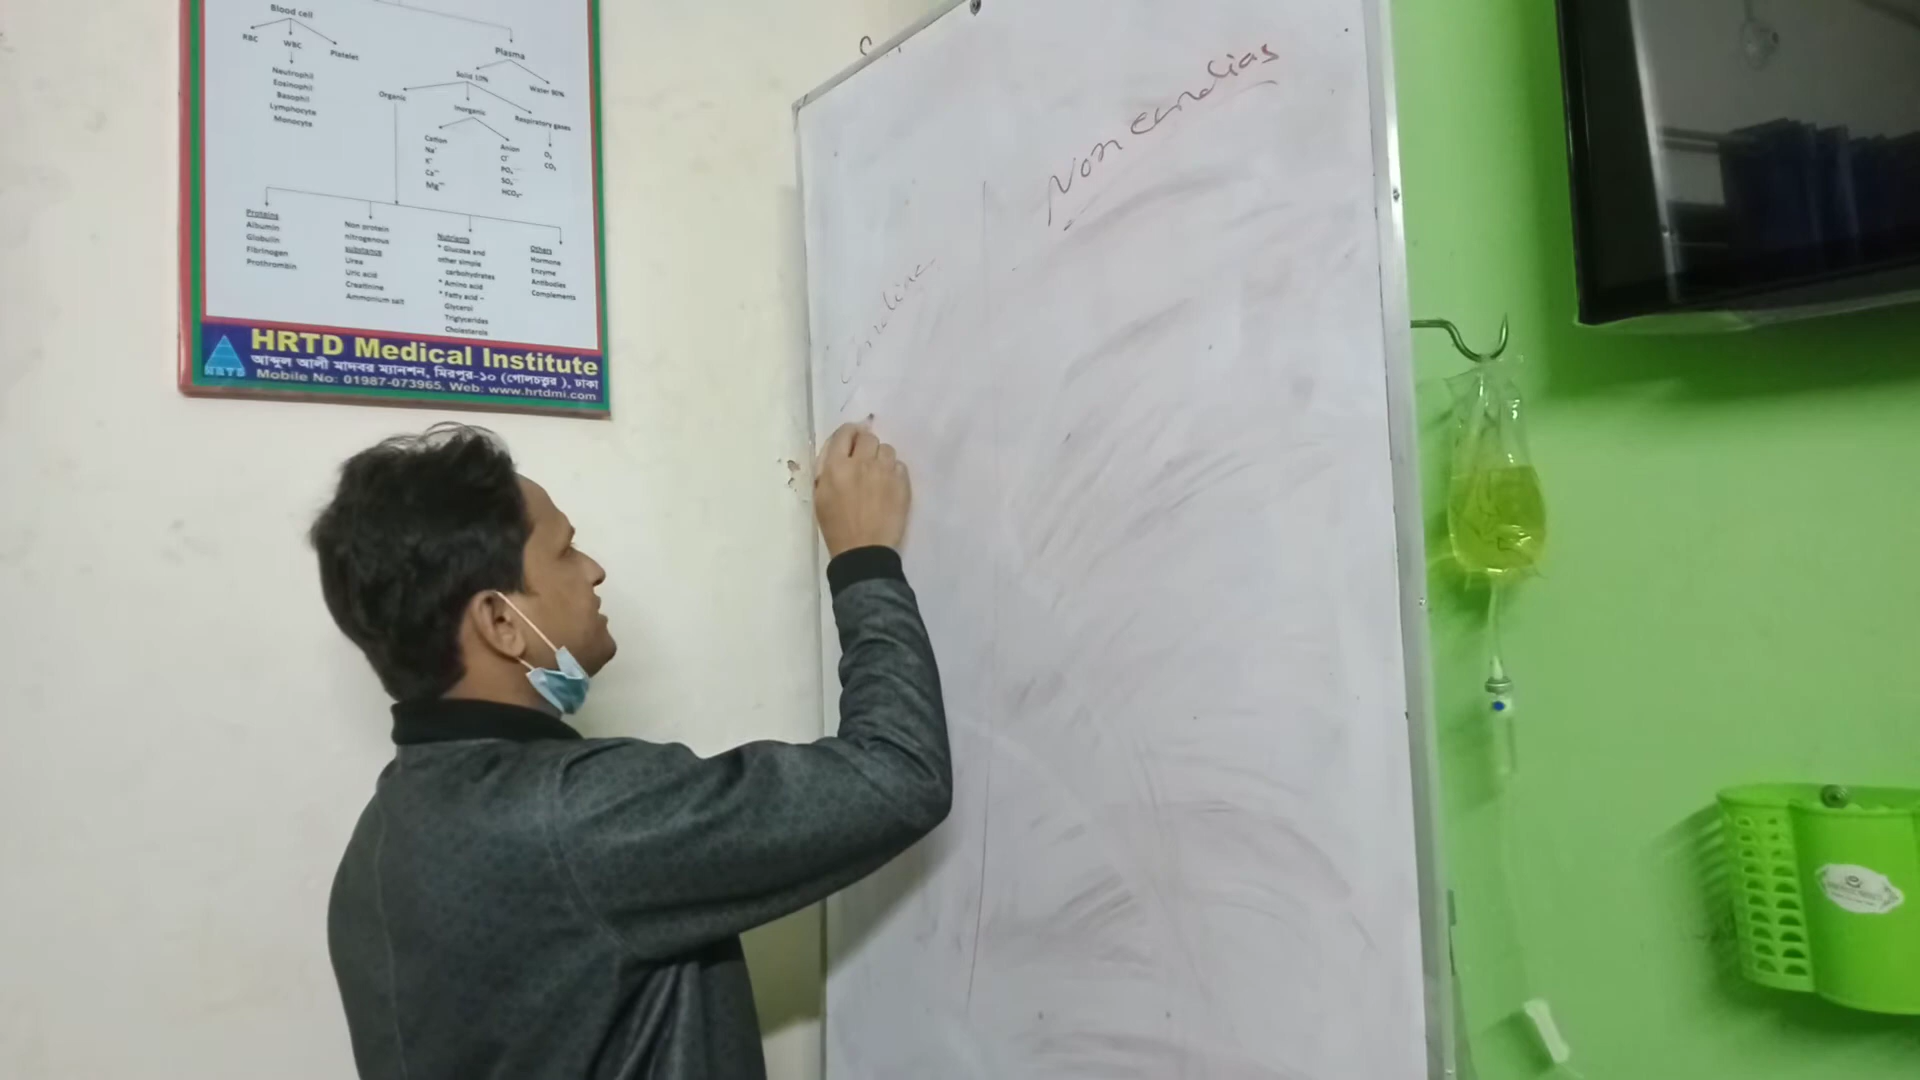 Blood cell
RBC
WBC
Platelet
Neutrophil
Eosinophil
Basophil
Lymphocyte
Monocyte
Plasma
Solid 10%
Water 90%
Organic
Inorganic
Respiratory gases
Cation
Na⁺
K⁺
Ca⁺⁺
Mg⁺⁺
Anion
Cl⁻
PO₄
SO₄
HCO₃⁻
O₂
CO₂
Proteins
Albumin
Globulin
Fibrinogen
Prothrombin
Non protein
nitrogenous
substance
Urea
Uric acid
Creatinine
Ammonium salt
Nutrients
* Glucose and
other simple
carbohydrates
* Amino acid
* Fatty acid –
Glycerol
Triglycerides
Cholesterols
Others
Hormone
Enzyme
Antibodies
Complements
HRTD
HRTD Medical Institute
আব্দুল আলী মাদবর ম্যানশন, মিরপুর-১০ (গোলচত্ত্বর ), ঢাকা
Mobile No: 01987-073965, Web: www.hrtdmi.com
Non cardias